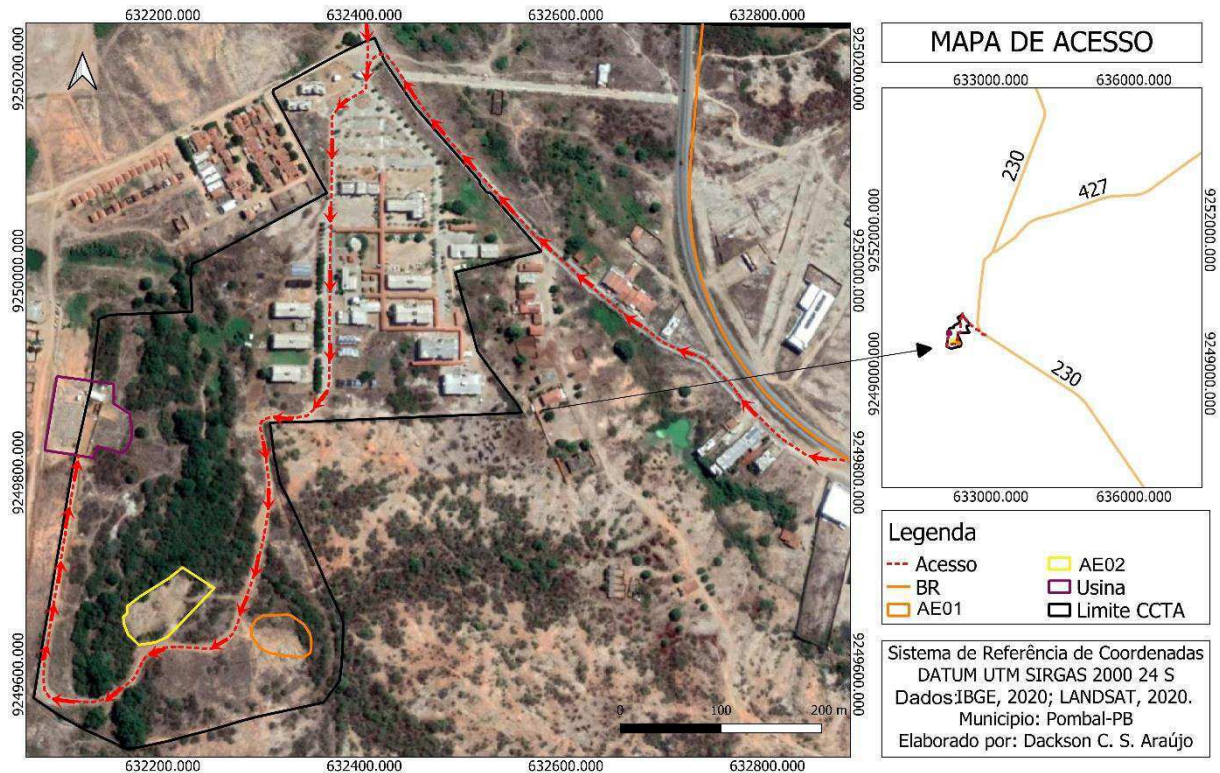 632200.000 632400.000 632600.000 632800.000
9250200.000
9250000.000
9249800.000
9249600.000
9250200.000
9250000.000
9249800.000
9249600.000
0 100 200 m
632200.000 632400.000 632600.000 632800.000
MAPA DE ACESSO
633000.000 636000.000
9252000.000
9249000.000
9252000.000
9249000.000
230
427
230
633000.000 636000.000
Legenda
Acesso
BR
AE01
AE02
Usina
Limite CCTA
Sistema de Referência de Coordenadas
DATUM UTM SIRGAS 2000 24 S
Dados:IBGE, 2020; LANDSAT, 2020.
Municipio: Pombal-PB
Elaborado por: Dackson C. S. Araújo